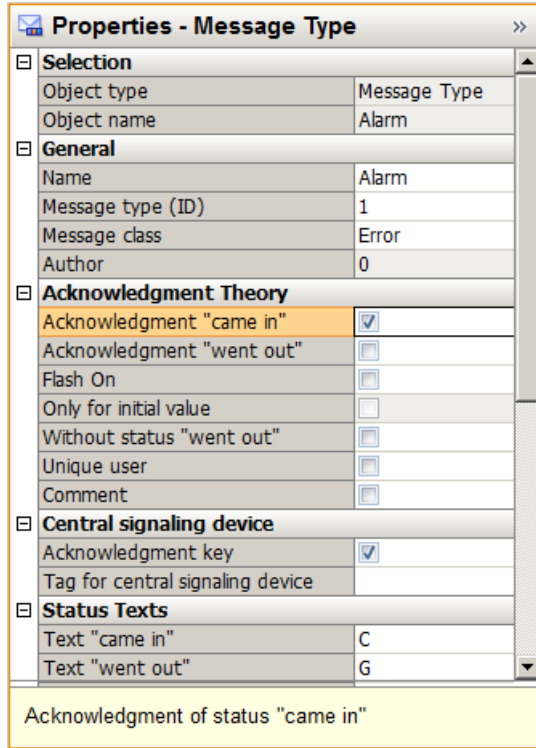 Properties - Message Type »
Selection
Object type Message Type
Object name Alarm
General
Name Alarm
Message type (ID) 1
Message class Error
Author 0
Acknowledgment Theory
Acknowledgment "came in"
Acknowledgment "went out"
Flash On
Only for initial value
Without status "went out"
Unique user
Comment
Central signaling device
Acknowledgment key
Tag for central signaling device
Status Texts
Text "came in" C
Text "went out" G
Acknowledgment of status "came in"